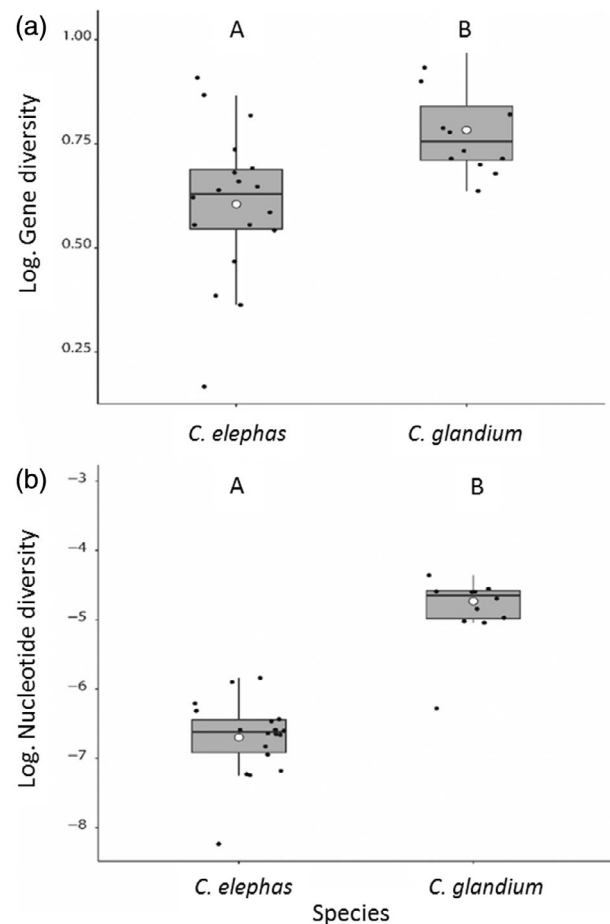 (a)
A B
1.00
0.75
0.50
0.25
Log. Gene diversity
C. elephas C. glandium
(b)
A B
−3
−4
−5
−6
−7
−8
Log. Nucleotide diversity
C. elephas C. glandium
Species